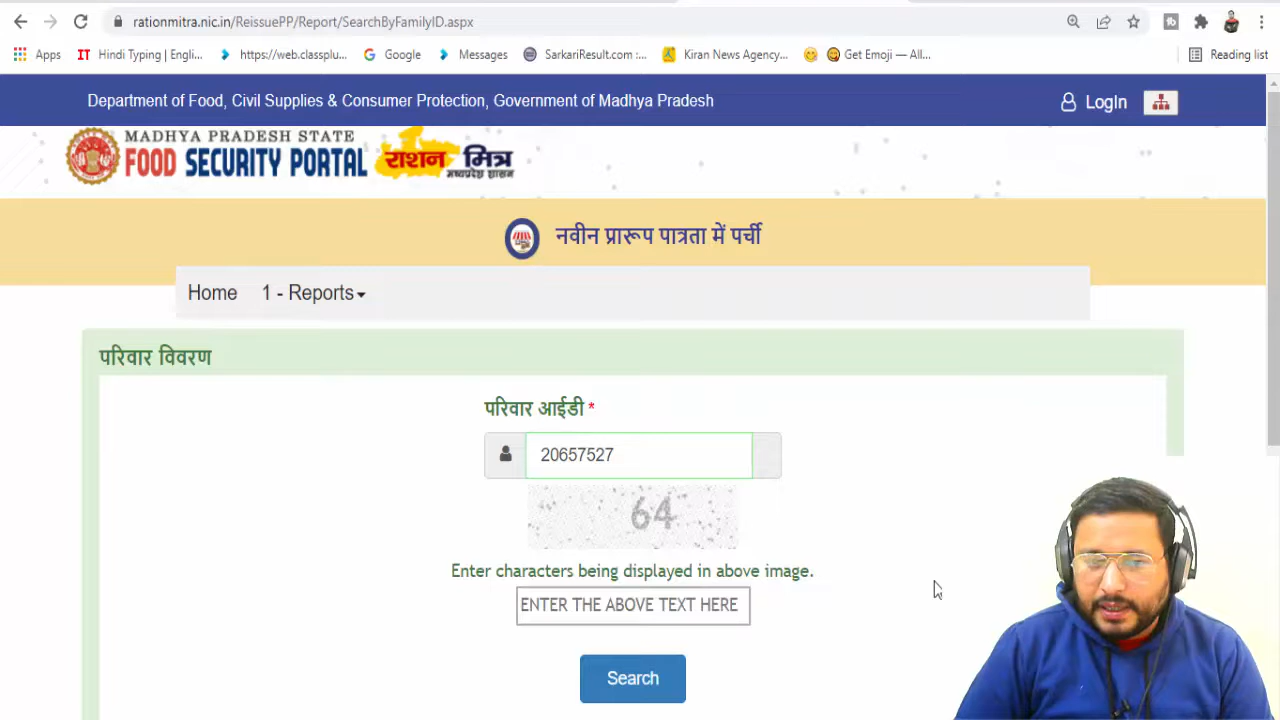 rationmitra.nic.in/ReissuePP/Report/SearchByFamilyID.aspx
Apps IT Hindi Typing | Engli... https://web.classplu... Google Messages SarkariResult.com :... Kiran News Agency... Get Emoji — All... Reading list
Department of Food, Civil Supplies & Consumer Protection, Government of Madhya Pradesh
Login
MADHYA PRADESH STATE
FOOD SECURITY PORTAL
राशन मित्र
मध्यप्रदेश शासन
नवीन प्रारूप पात्रता में पर्ची
Home 1 - Reports
परिवार विवरण
परिवार आईडी *
20657527
64
Enter characters being displayed in above image.
ENTER THE ABOVE TEXT HERE
Search